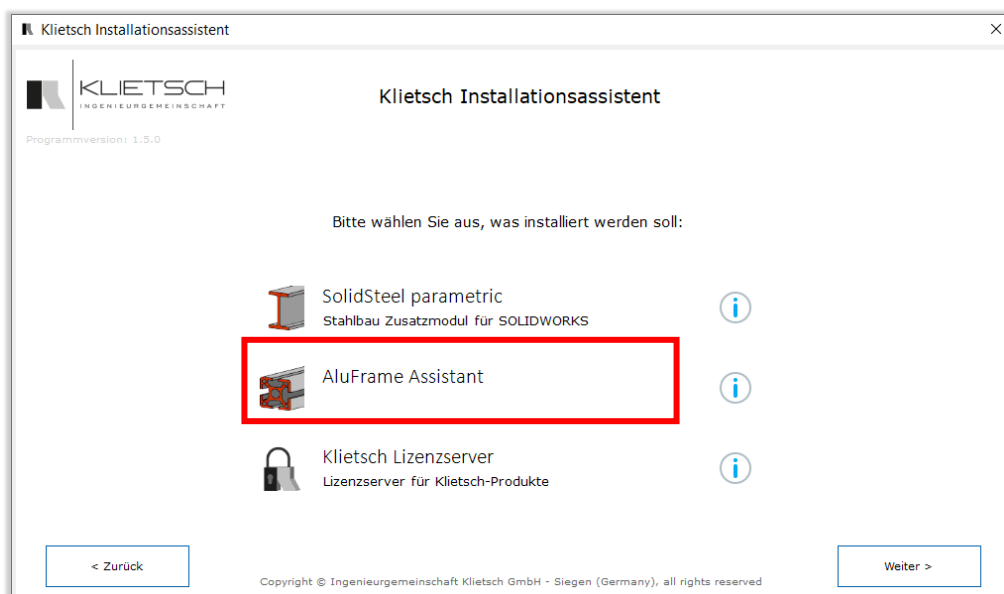 Klietsch Installationsassistent
KLIETSCH
INGENIEURGEMEINSCHAFT
Klietsch Installationsassistent
Programmversion: 1.5.0
Bitte wählen Sie aus, was installiert werden soll:
SolidSteel parametric
Stahlbau Zusatzmodul für SOLIDWORKS
AluFrame Assistant
Klietsch Lizenzserver
Lizenzserver für Klietsch-Produkte
< Zurück
Copyright © Ingenieurgemeinschaft Klietsch GmbH - Siegen (Germany), all rights reserved
Weiter >